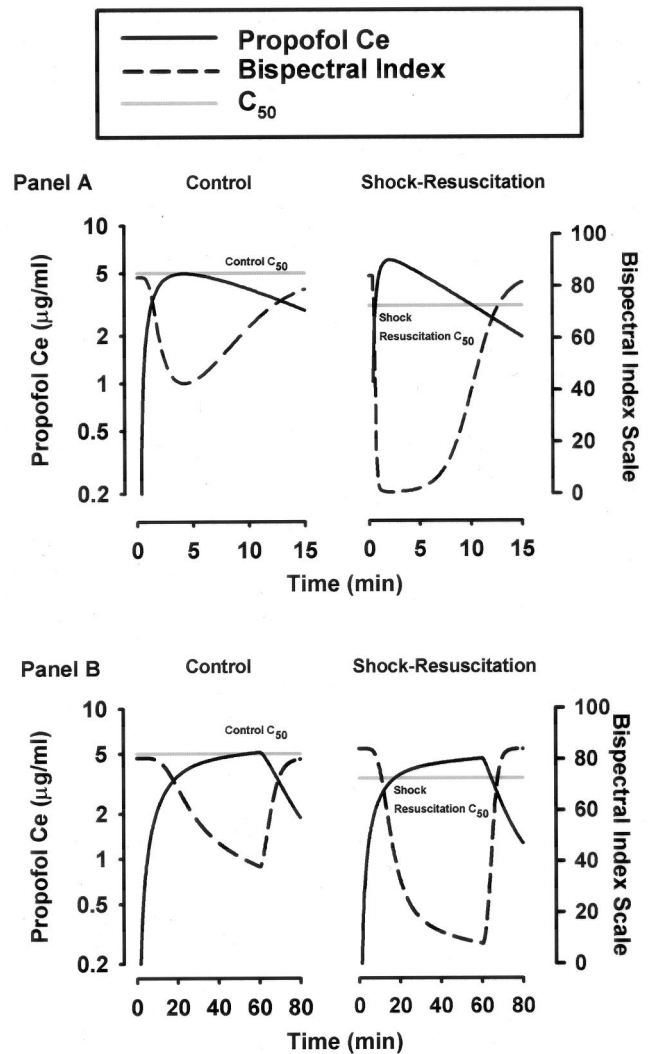 Propofol Ce
Bispectral Index
C50
Panel A
Control
Shock-Resuscitation
10
5
2
1
0.5
0.2
Propofol Ce (µg/ml)
Control C50
0 5 10 15
Shock
Resuscitation C50
0 5 10 15
100
80
60
40
20
0
Bispectral Index Scale
Time (min)
Panel B
Control
Shock-Resuscitation
10
5
2
1
0.5
0.2
Propofol Ce (µg/ml)
Control C50
0 20 40 60 80
Shock
Resuscitation C50
0 20 40 60 80
100
80
60
40
20
0
Bispectral Index Scale
Time (min)